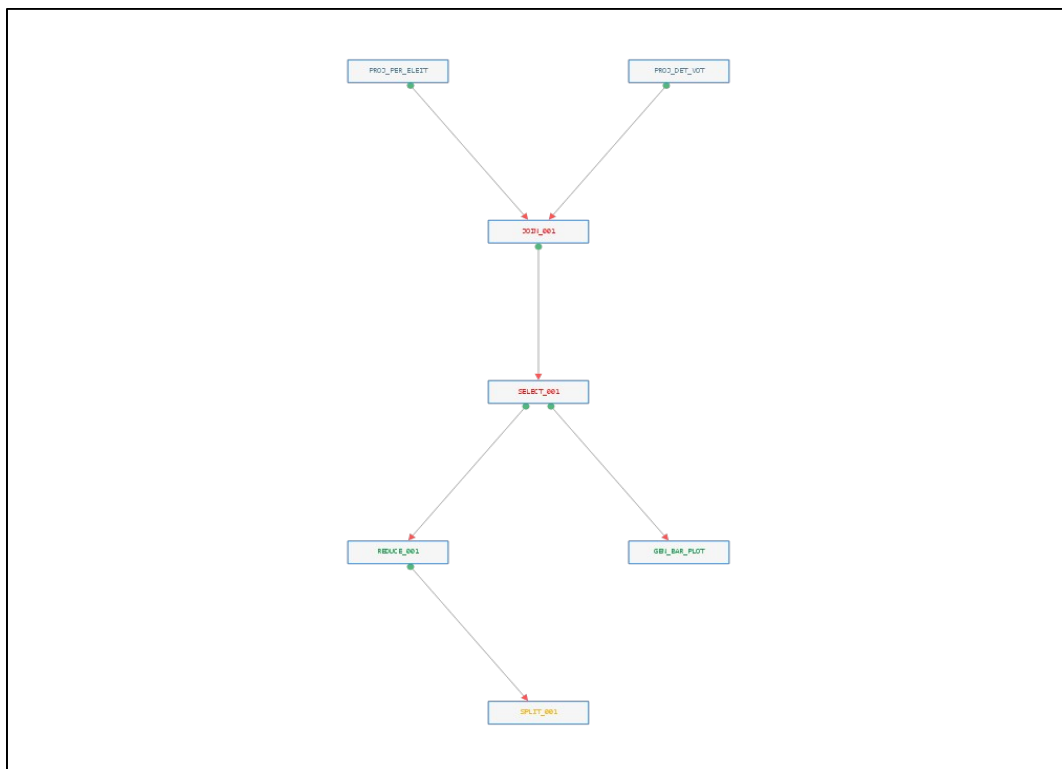 PROJ_PER_ELEIT
PROJ_DET_VOT
JOIN_001
SELECT_001
REDUCE_001
GEN_BAR_PLOT
SPLIT_001